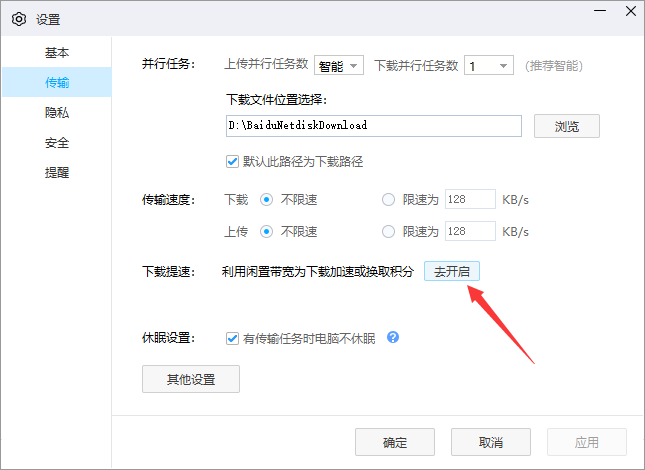 设置
基本
传输
隐私
安全
提醒
并行任务: 上传并行任务数 智能 下载并行任务数 1 (推荐智能)
下载文件位置选择:
D:\BaiduNetdiskDownload 浏览
默认此路径为下载路径
传输速度: 下载 不限速 限速为 128 KB/s
上传 不限速 限速为 128 KB/s
下载提速: 利用闲置带宽为下载加速或换取积分 去开启
休眠设置: 有传输任务时电脑不休眠 ?
其他设置
确定 取消 应用